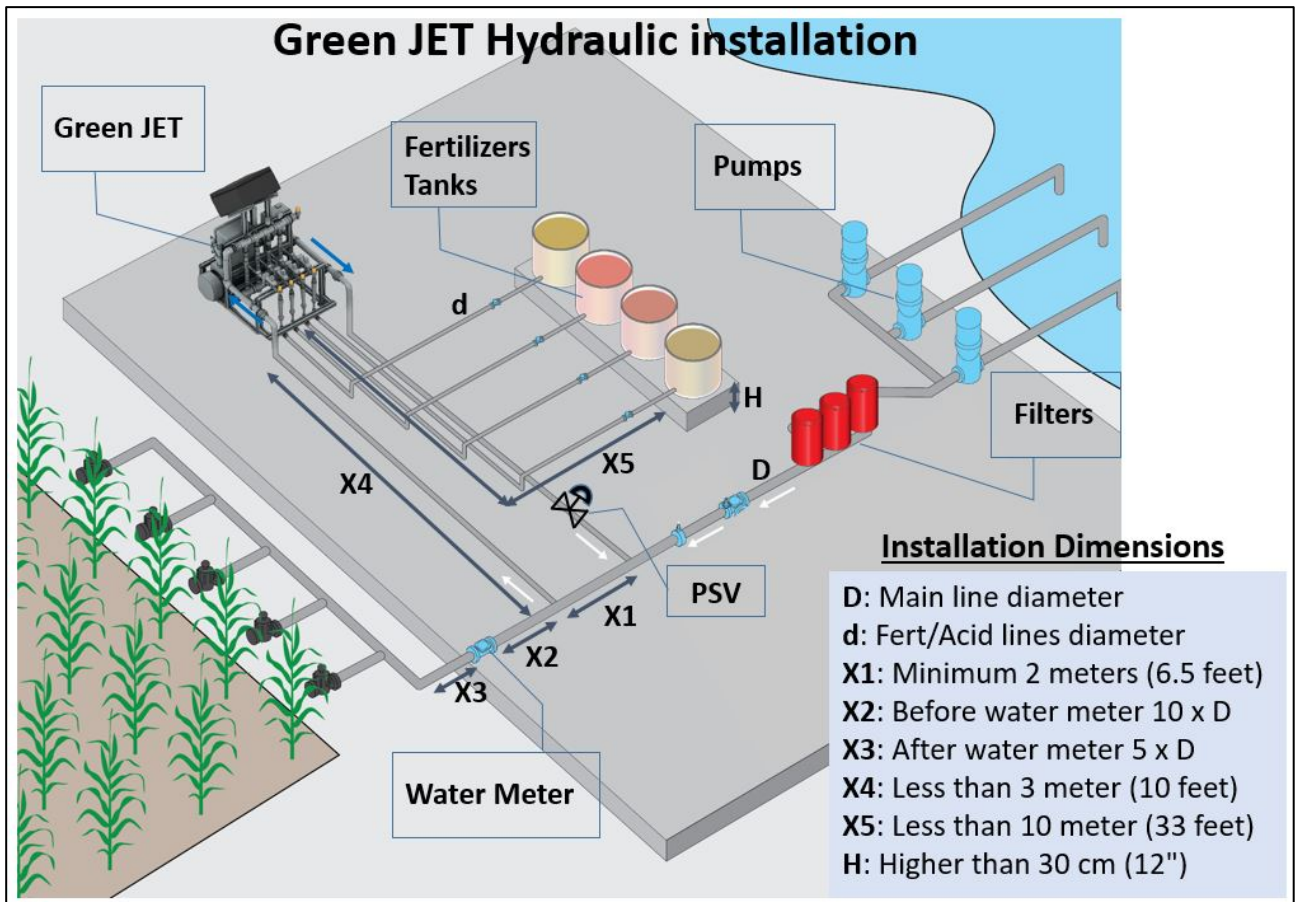 Green JET Hydraulic installation
Green JET
Fertilizers
Tanks
Pumps
d
H
Filters
X5
X4
D
PSV
X1
X2
X3
Water Meter
Installation Dimensions
D: Main line diameter
d: Fert/Acid lines diameter
X1: Minimum 2 meters (6.5 feet)
X2: Before water meter 10 x D
X3: After water meter 5 x D
X4: Less than 3 meter (10 feet)
X5: Less than 10 meter (33 feet)
H: Higher than 30 cm (12")